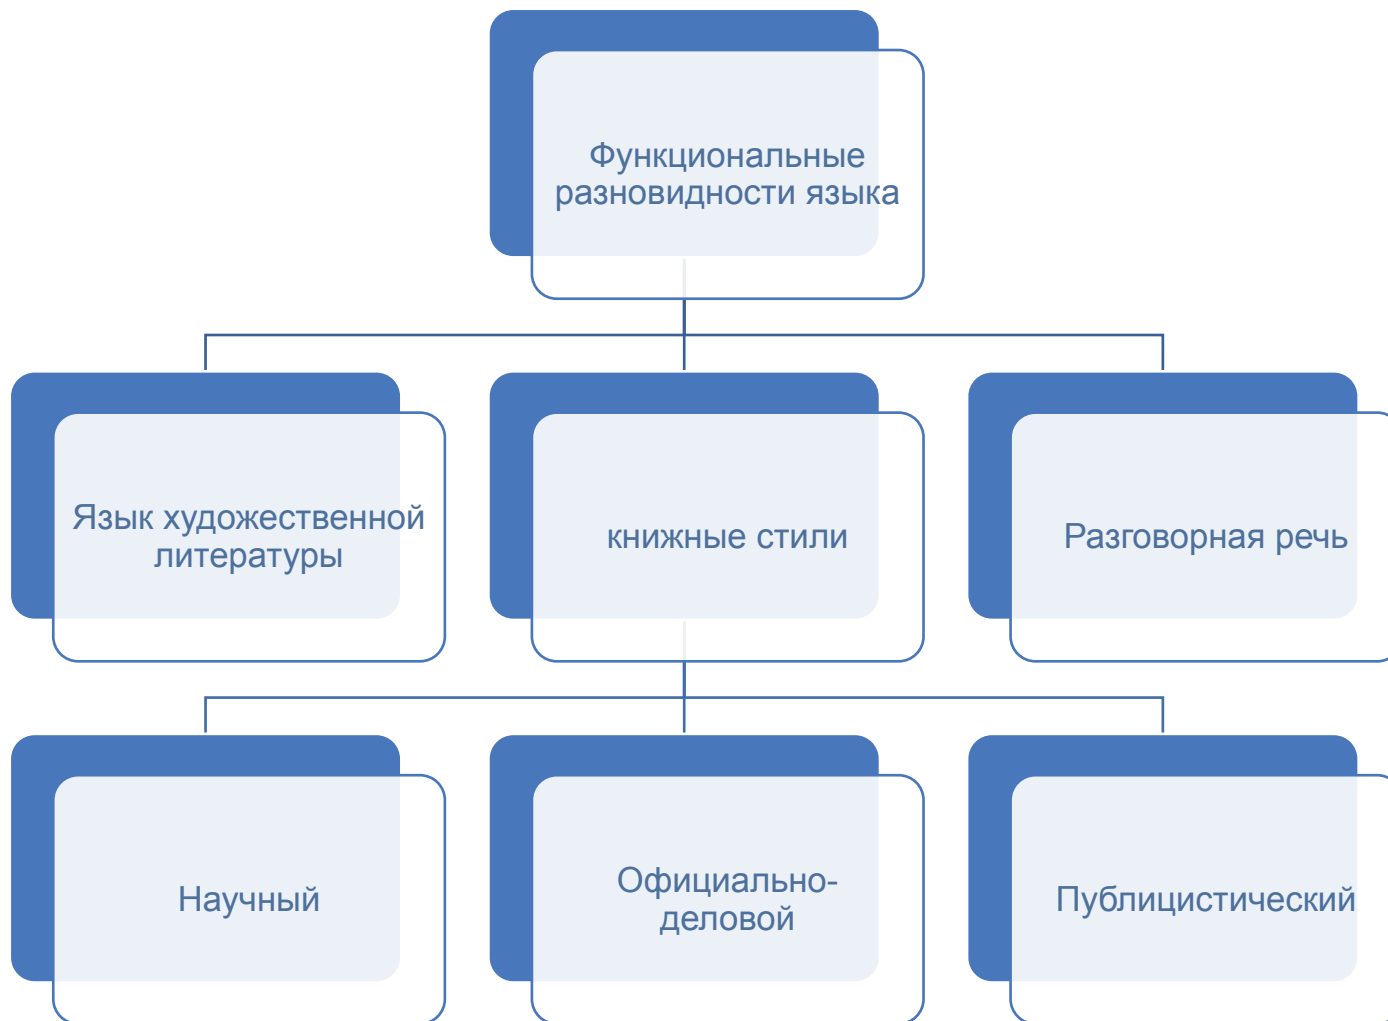 Функциональные
разновидности языка
Язык художественной
литературы
книжные стили
Разговорная речь
Научный
Официально-
деловой
Публицистический